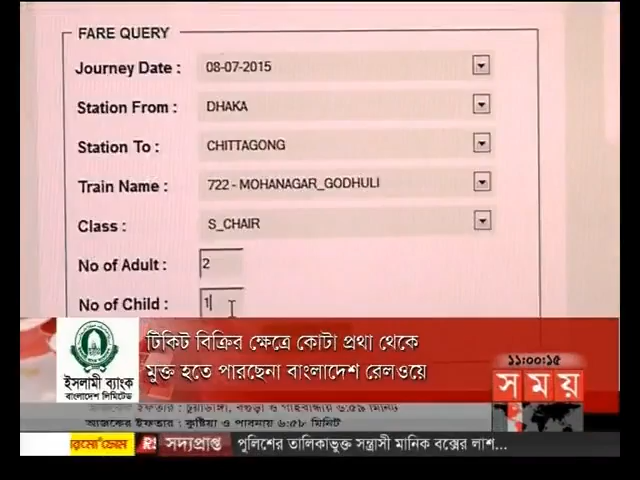 FARE QUERY
Journey Date : 08-07-2015
Station From : DHAKA
Station To : CHITTAGONG
Train Name : 722 - MOHANAGAR_GODHULI
Class : S_CHAIR
No of Adult : 2
No of Child : 1
টিকিট বিক্রির ক্ষেত্রে কোটা প্রথা থেকে
মুক্ত হতে পারছেনা বাংলাদেশ রেলওয়ে
ইসলামী ব্যাংক
বাংলাদেশ লিমিটেড
১১:০০:১৫
সময়
আজকের ইফতার : কুষ্টিয়া ও পাবনায় ৬:৫৮ মিনিট
সদ্যপ্রাপ্ত পুলিশের তালিকাভুক্ত সন্ত্রাসী মানিক বক্সের লাশ...